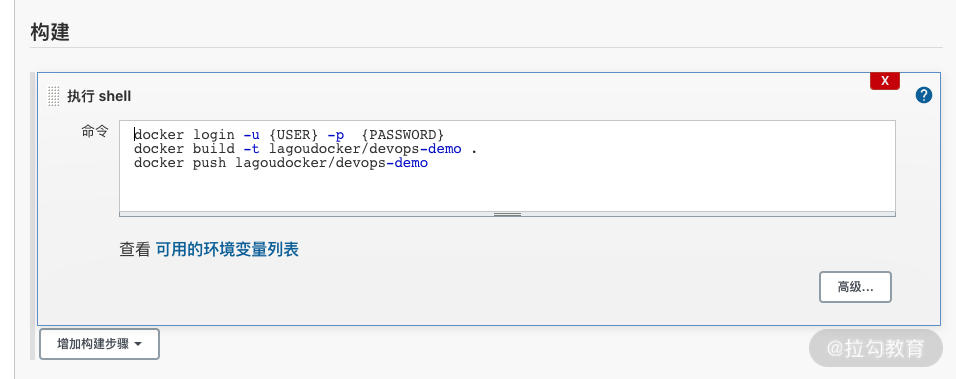 构建
X
执行 shell
?
命令
docker login -u {USER} -p  {PASSWORD}
docker build -t lagoudocker/devops-demo .
docker push lagoudocker/devops-demo
查看 可用的环境变量列表
高级...
增加构建步骤
@拉勾教育